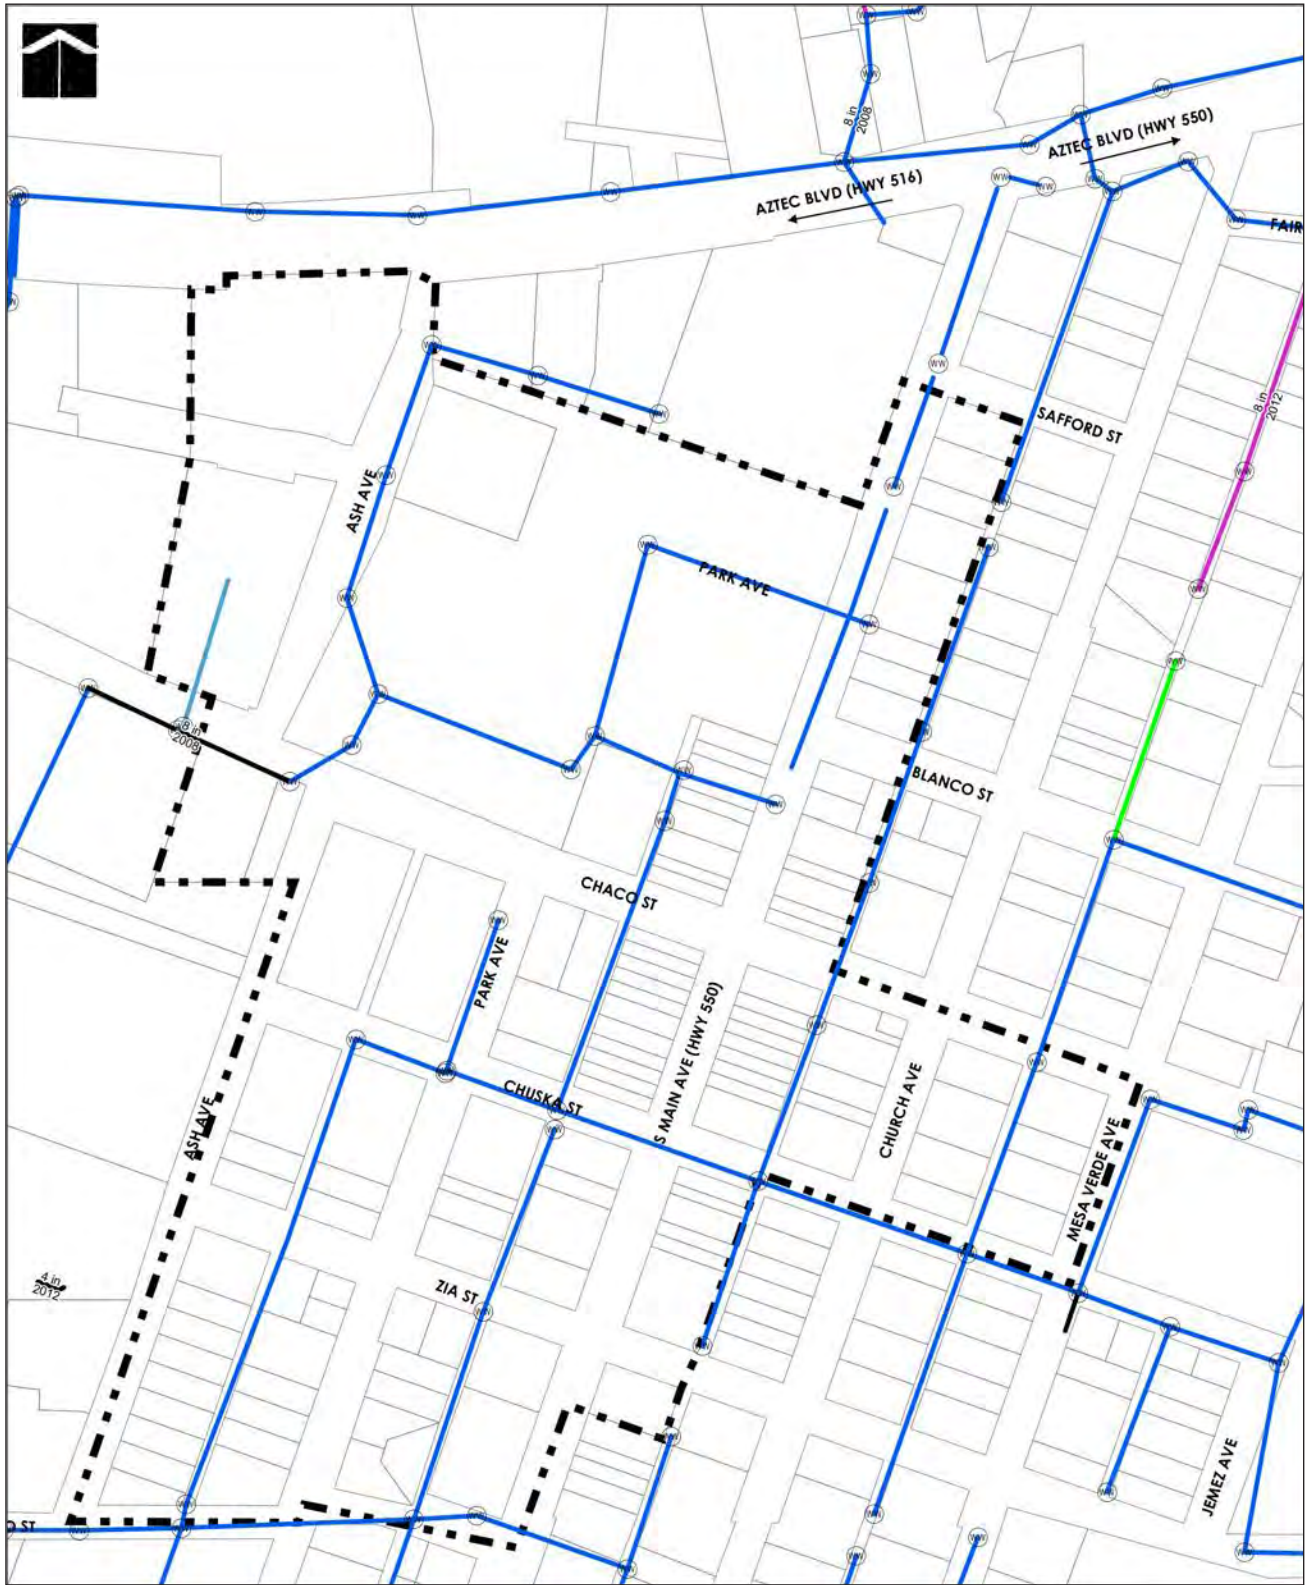 8 in
2008
AZTEC BLVD (HWY 550)
AZTEC BLVD (HWY 516)
FAIR
8 in
2012
SAFFORD ST
ASH AVE
PARK AVE
8 in
2008
BLANCO ST
CHACO ST
PARK AVE
S MAIN AVE (HWY 550)
CHUSKA ST
CHURCH AVE
ASH AVE
MESA VERDE AVE
4 in
2012
ZIA ST
JEMEZ AVE
O ST